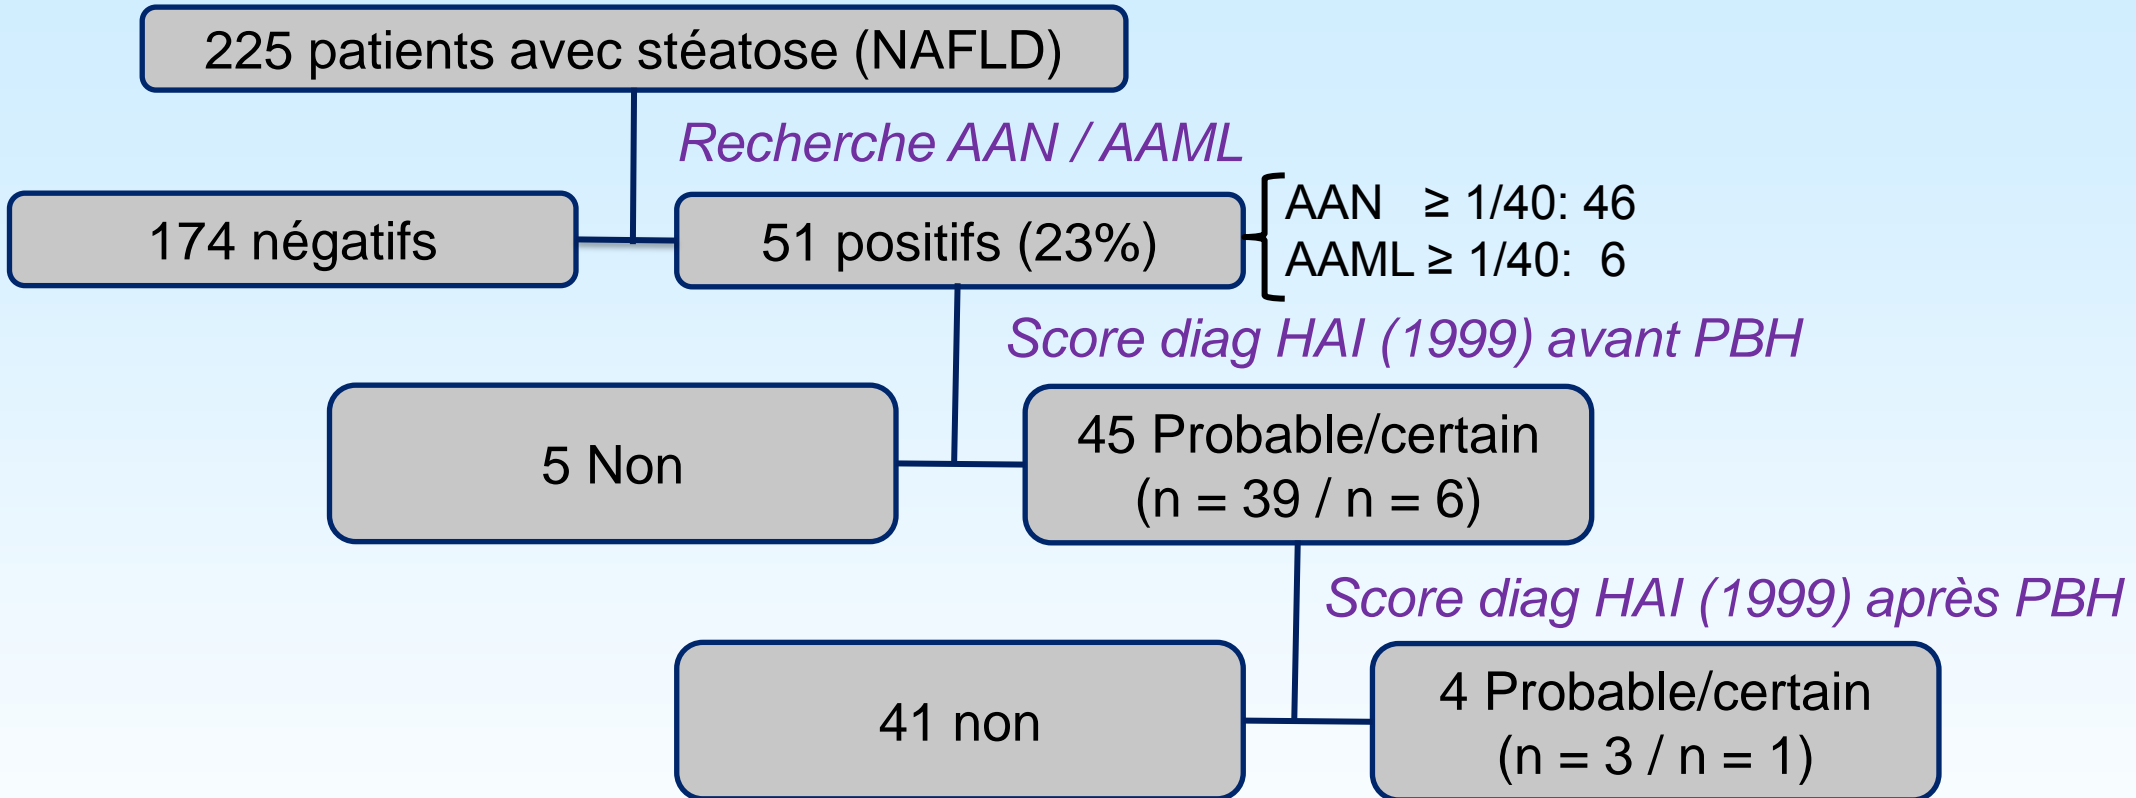 225 patients avec stéatose (NAFLD)
Recherche AAN / AAML
174 négatifs
51 positifs (23%)
AAN ≥ 1/40: 46
AAML ≥ 1/40: 6
Score diag HAI (1999) avant PBH
5 Non
45 Probable/certain
(n = 39 / n = 6)
Score diag HAI (1999) après PBH
41 non
4 Probable/certain
(n = 3 / n = 1)